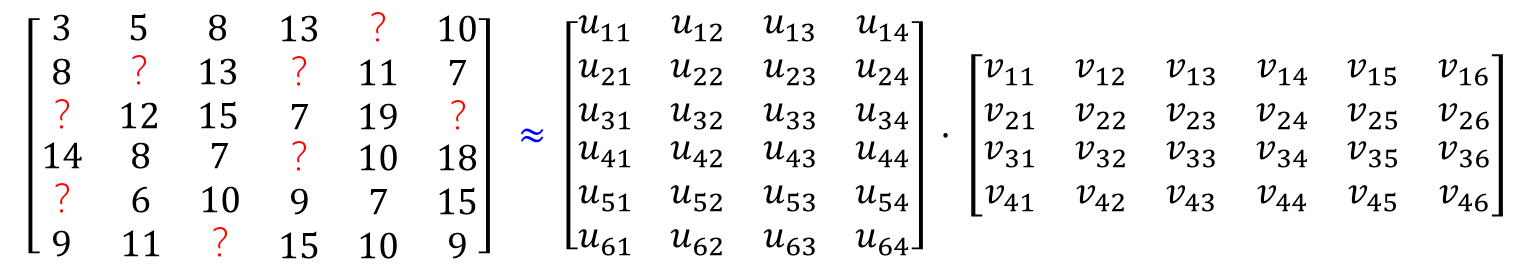 3 5 8 13 ? 10 u₁₁ u₁₂ u₁₃ u₁₄
8 ? 13 ? 11 7 u₂₁ u₂₂ u₂₃ u₂₄ v₁₁ v₁₂ v₁₃ v₁₄ v₁₅ v₁₆
? 12 15 7 19 ? ≈ u₃₁ u₃₂ u₃₃ u₃₄ · v₂₁ v₂₂ v₂₃ v₂₄ v₂₅ v₂₆
14 8 7 ? 10 18 u₄₁ u₄₂ u₄₃ u₄₄ v₃₁ v₃₂ v₃₃ v₃₄ v₃₅ v₃₆
? 6 10 9 7 15 u₅₁ u₅₂ u₅₃ u₅₄ v₄₁ v₄₂ v₄₃ v₄₄ v₄₅ v₄₆
9 11 ? 15 10 9 u₆₁ u₆₂ u₆₃ u₆₄